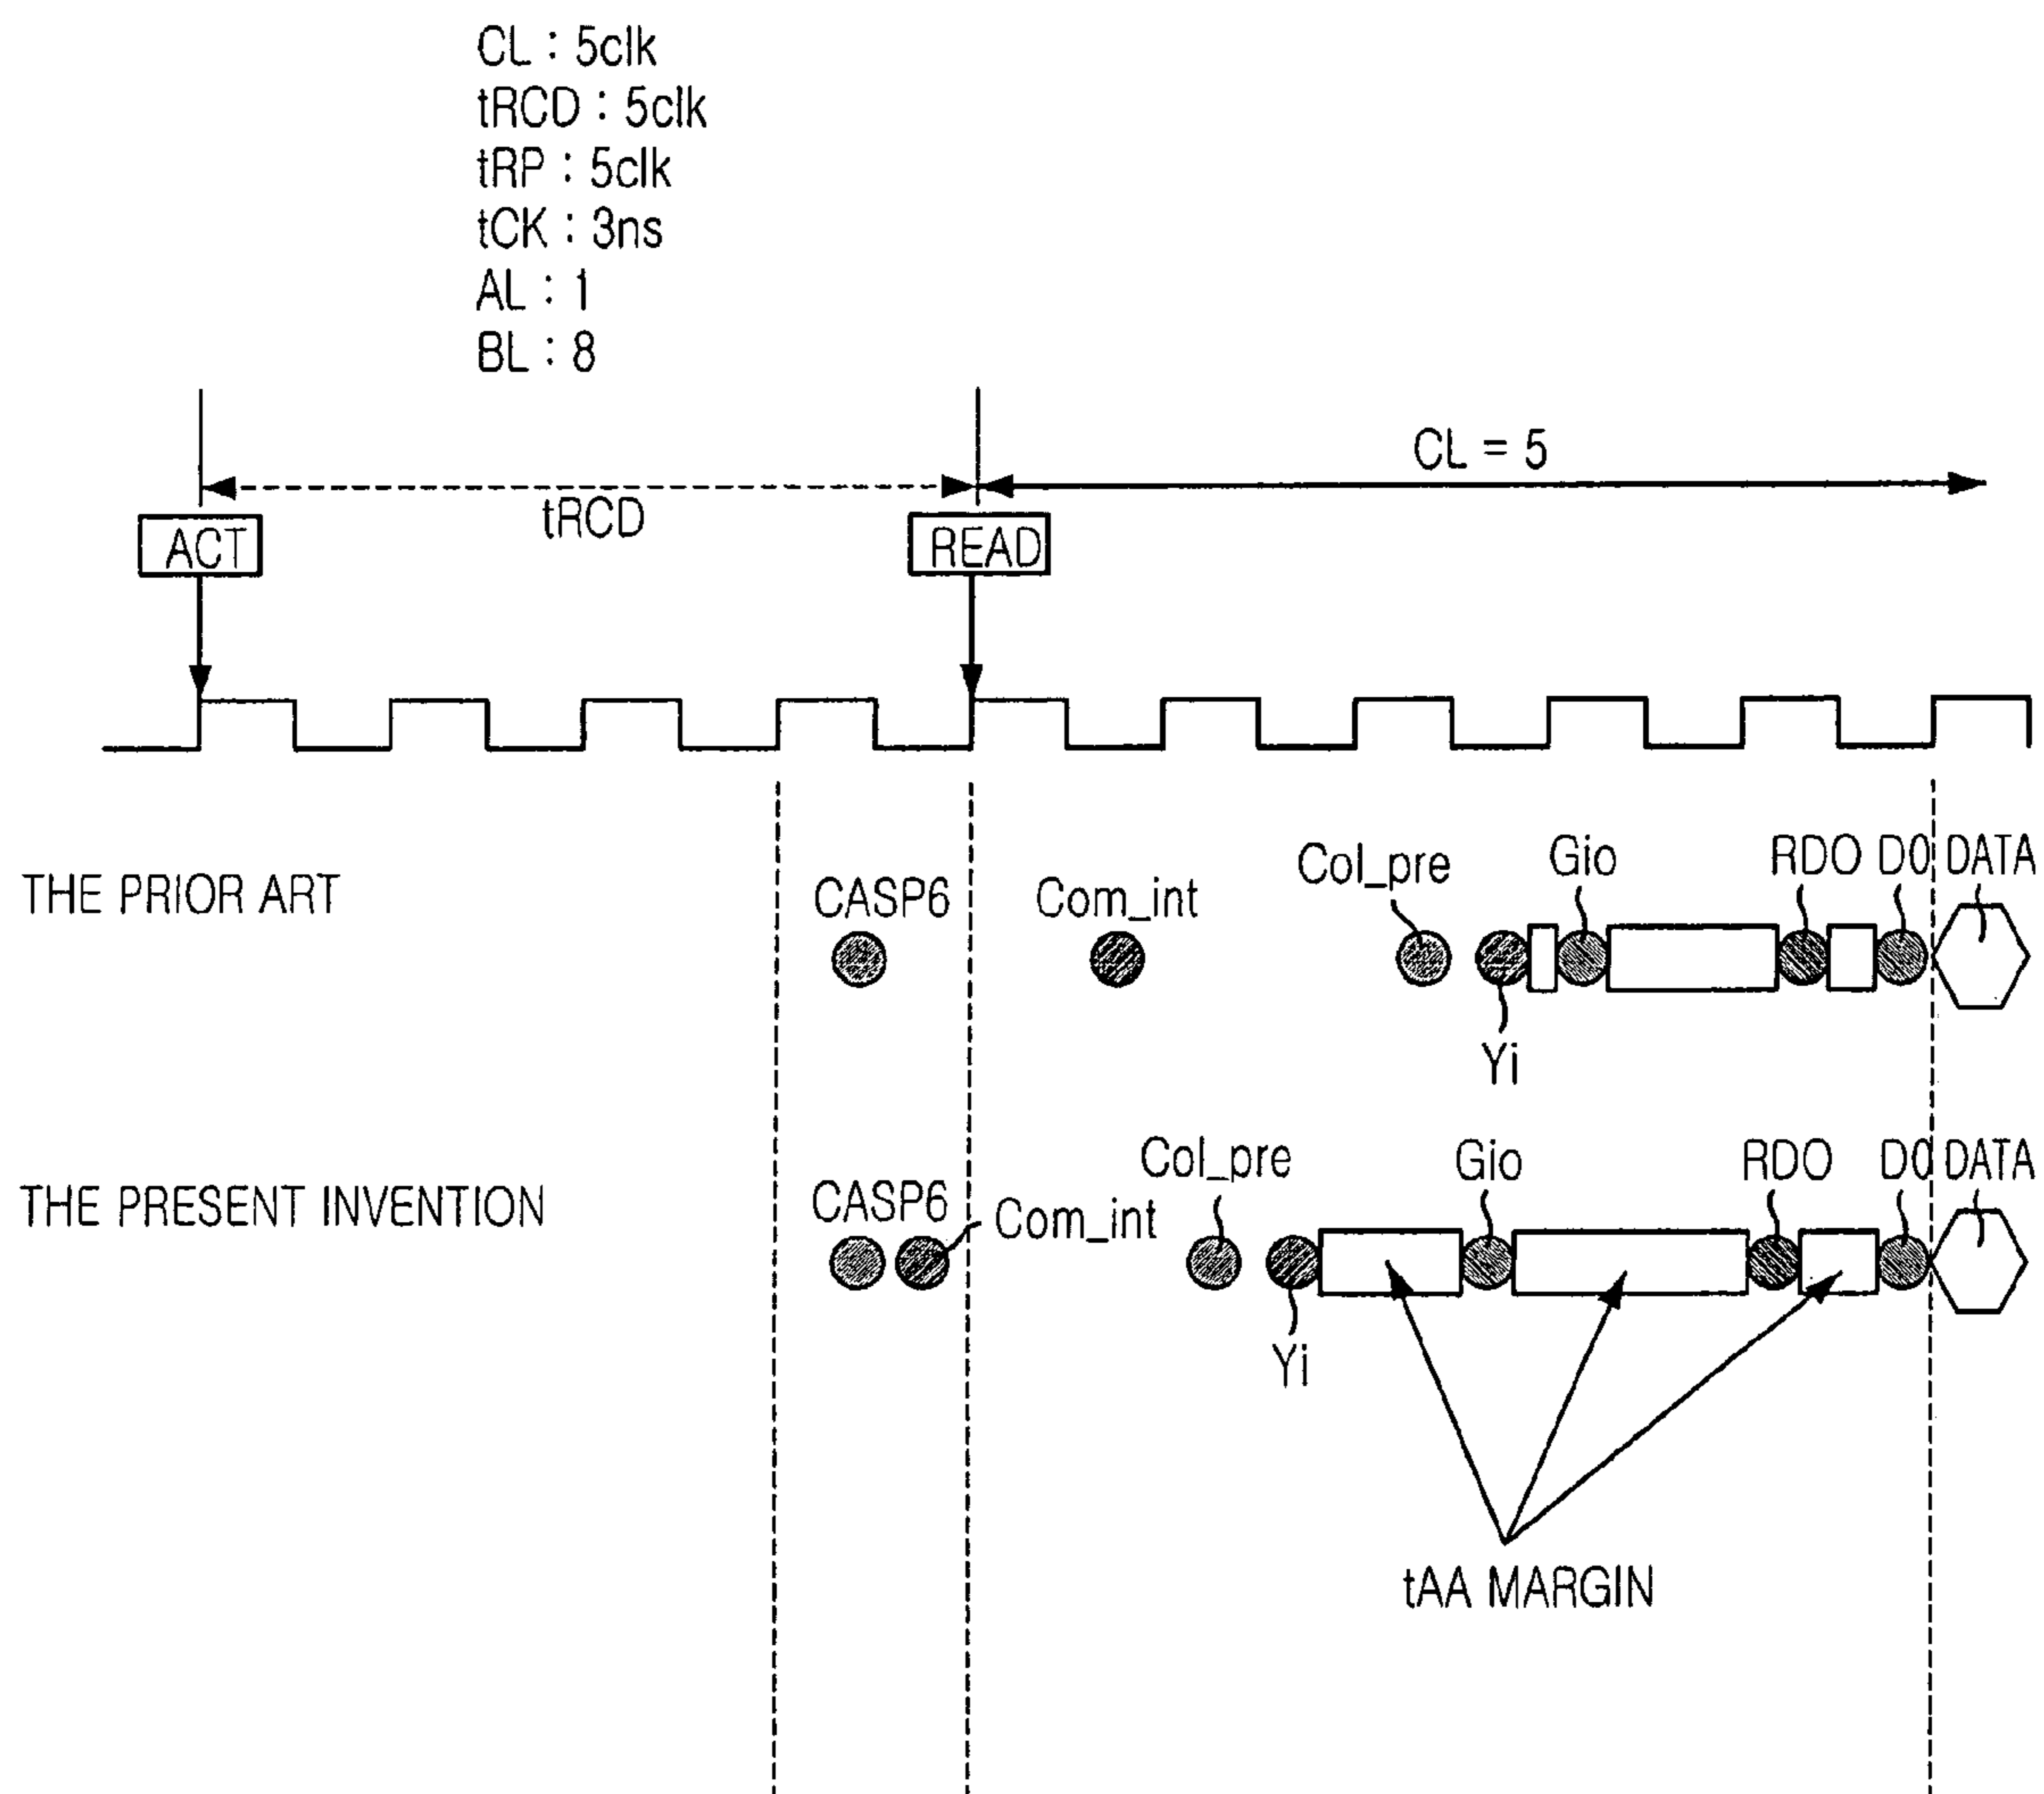 CL : 5clk
tRCD : 5clk
tRP : 5clk
tCK : 3ns
AL : 1
BL : 8
CL = 5
tRCD
ACT
READ
THE PRIOR ART
CASP6
Com_int
Col_pre
Gio
RDO
D0
DATA
Yi
THE PRESENT INVENTION
CASP6
Com_int
Col_pre
Gio
RDO
D0
DATA
Yi
tAA MARGIN